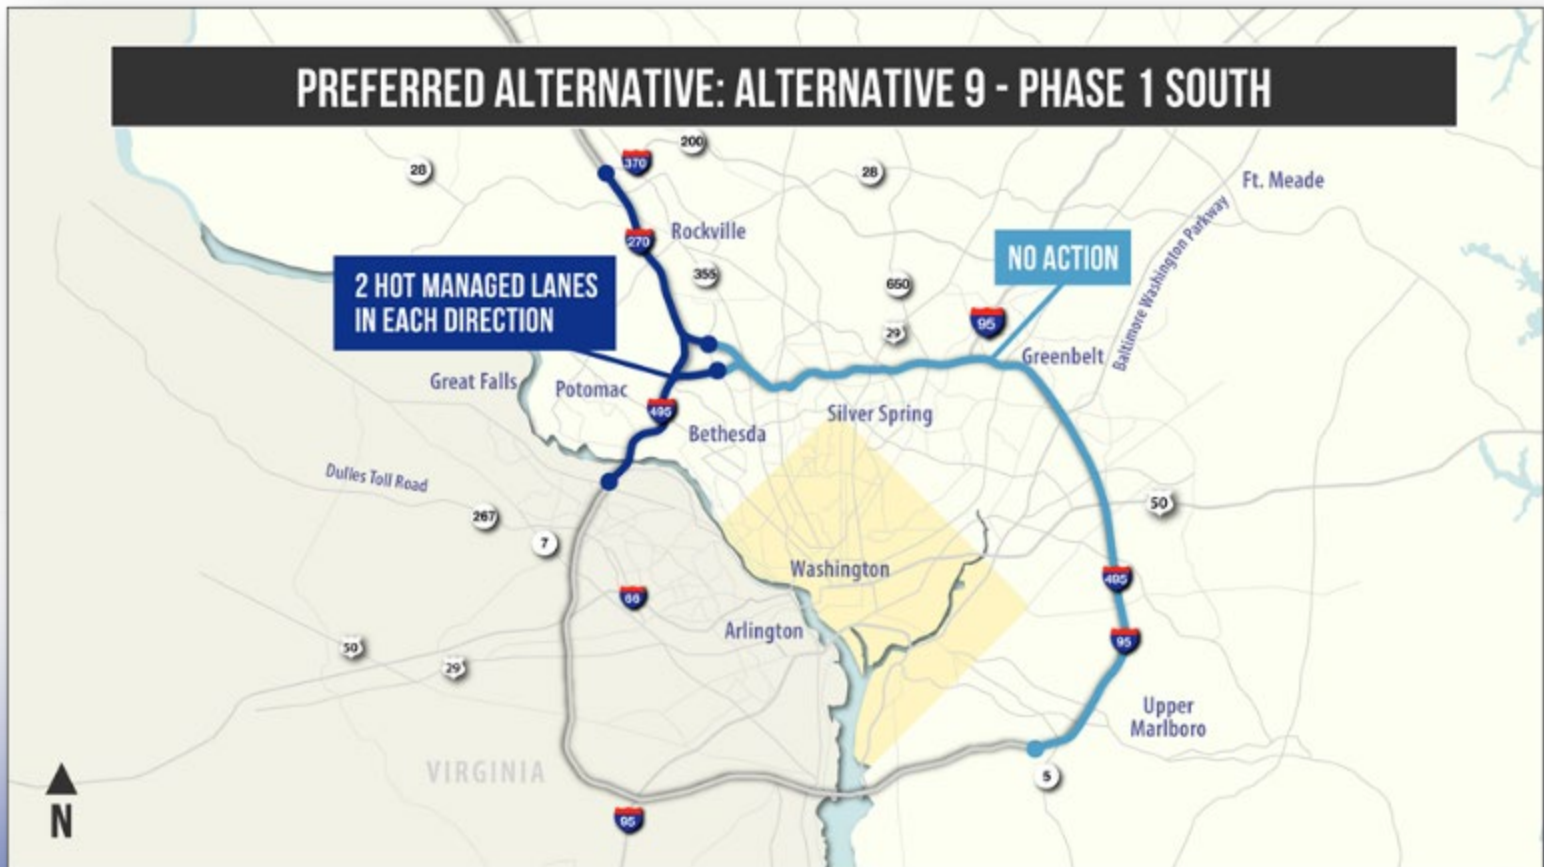 PREFERRED ALTERNATIVE: ALTERNATIVE 9 - PHASE 1 SOUTH
200
370
28
28
Ft. Meade
Rockville
270
Baltimore Washington Parkway
NO ACTION
355
650
2 HOT MANAGED LANES
IN EACH DIRECTION
95
29
Greenbelt
Great Falls
Potomac
495
Silver Spring
Bethesda
Dulles Toll Road
50
267
7
Washington
495
66
Arlington
95
50
29
Upper
Marlboro
VIRGINIA
5
N
95